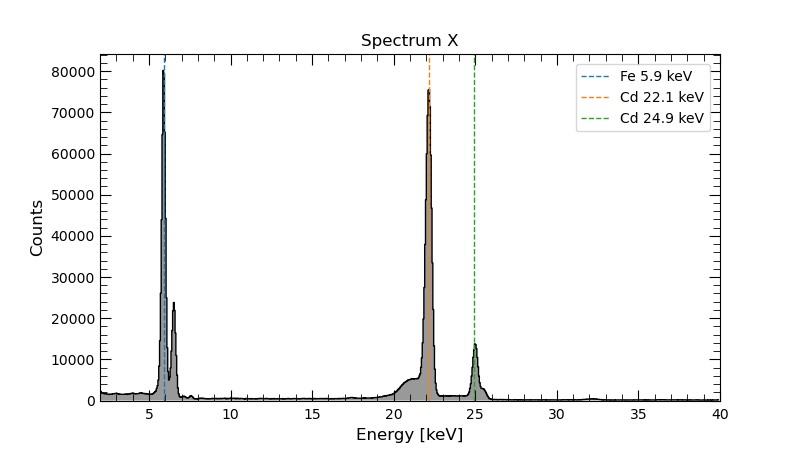 Spectrum X
Fe 5.9 keV
Cd 22.1 keV
Cd 24.9 keV
80000
70000
60000
50000
40000
30000
20000
10000
0
Counts
5 10 15 20 25 30 35 40
Energy [keV]